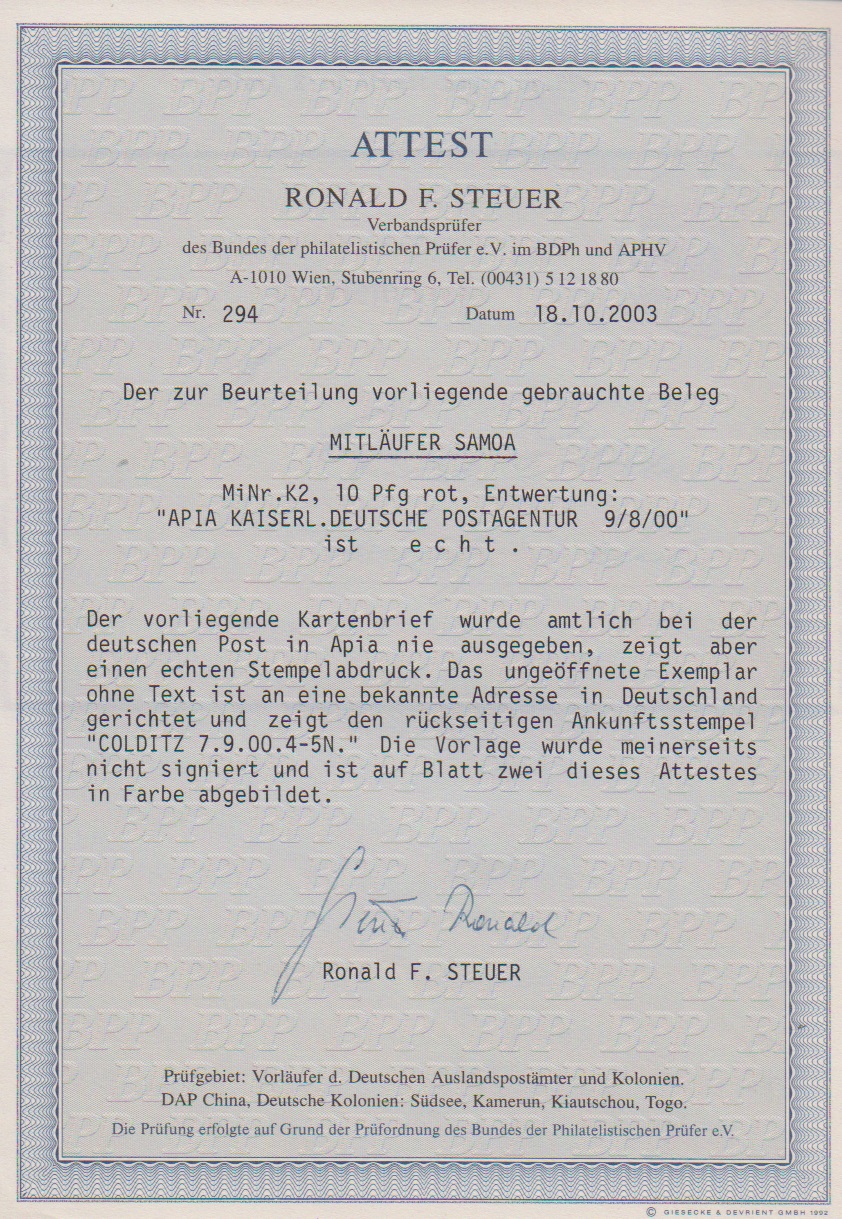 ATTEST
RONALD F. STEUER
Verbandsprüfer
des Bundes der philatelistischen Prüfer e.V. im BDPh und APHV
A-1010 Wien, Stubenring 6, Tel. (00431) 5 12 18 80
Nr. 294 Datum 18.10.2003
Der zur Beurteilung vorliegende gebrauchte Beleg
MITLÄUFER SAMOA
MiNr.K2, 10 Pfg rot, Entwertung:
"APIA KAISERL.DEUTSCHE POSTAGENTUR 9/8/00"
ist e c h t .
Der vorliegende Kartenbrief wurde amtlich bei der
deutschen Post in Apia nie ausgegeben, zeigt aber
einen echten Stempelabdruck. Das ungeöffnete Exemplar
ohne Text ist an eine bekannte Adresse in Deutschland
gerichtet und zeigt den rückseitigen Ankunftsstempel
"COLDITZ 7.9.00.4-5N." Die Vorlage wurde meinerseits
nicht signiert und ist auf Blatt zwei dieses Attestes
in Farbe abgebildet.
Steuer Ronald
Ronald F. STEUER
Prüfgebiet: Vorläufer d. Deutschen Auslandspostämter und Kolonien.
DAP China, Deutsche Kolonien: Südsee, Kamerun, Kiautschou, Togo.
Die Prüfung erfolgte auf Grund der Prüfordnung des Bundes der Philatelistischen Prüfer e.V.
© GIESECKE & DEVRIENT GMBH 1992